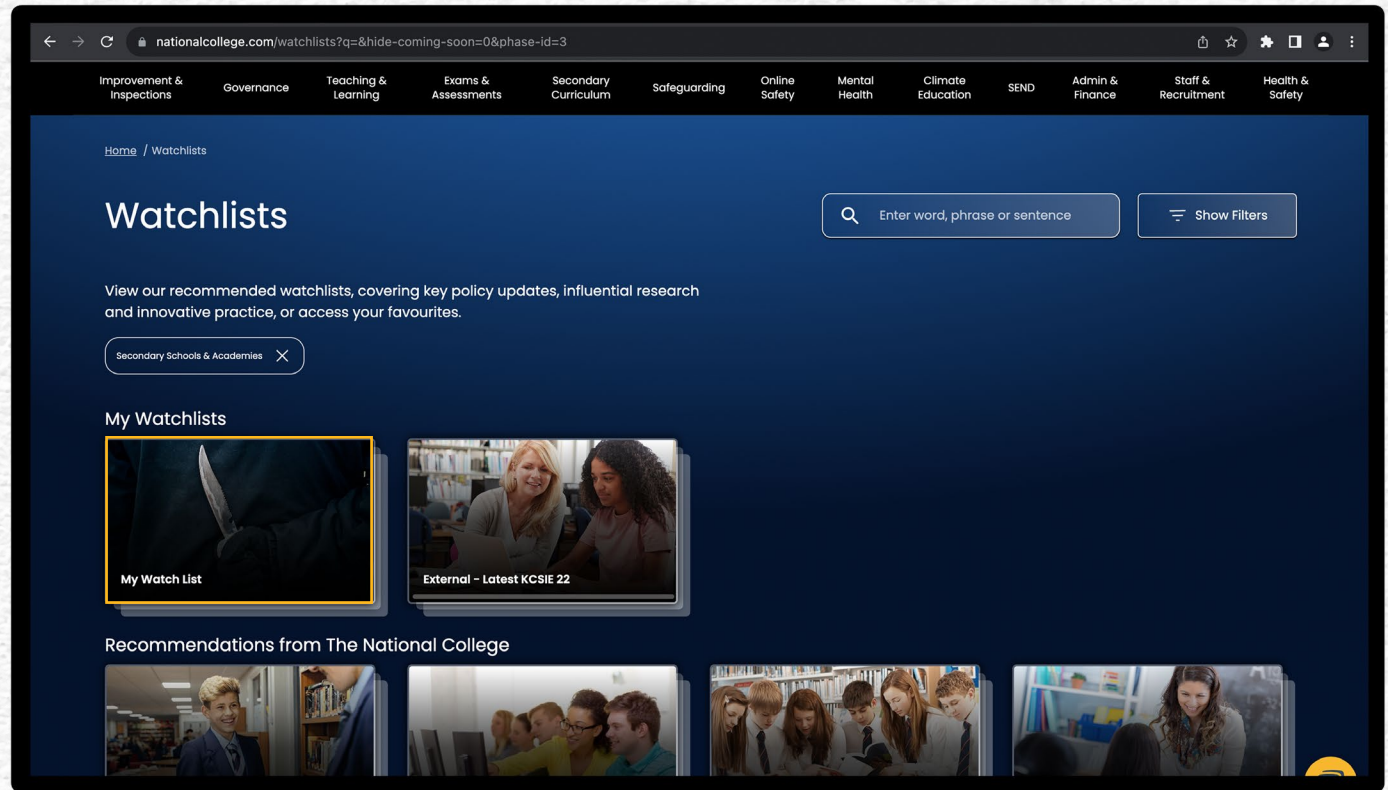 nationalcollege.com/watchlists?q=&hide-coming-soon=0&phase-id=3
Improvement &
Inspections
Governance
Teaching &
Learning
Exams &
Assessments
Secondary
Curriculum
Safeguarding
Online
Safety
Mental
Health
Climate
Education
SEND
Admin &
Finance
Staff &
Recruitment
Health &
Safety
Home / Watchlists
Watchlists
Enter word, phrase or sentence
Show Filters
View our recommended watchlists, covering key policy updates, influential research
and innovative practice, or access your favourites.
Secondary Schools & Academies
My Watchlists
My Watch List
External - Latest KCSIE 22
Recommendations from The National College